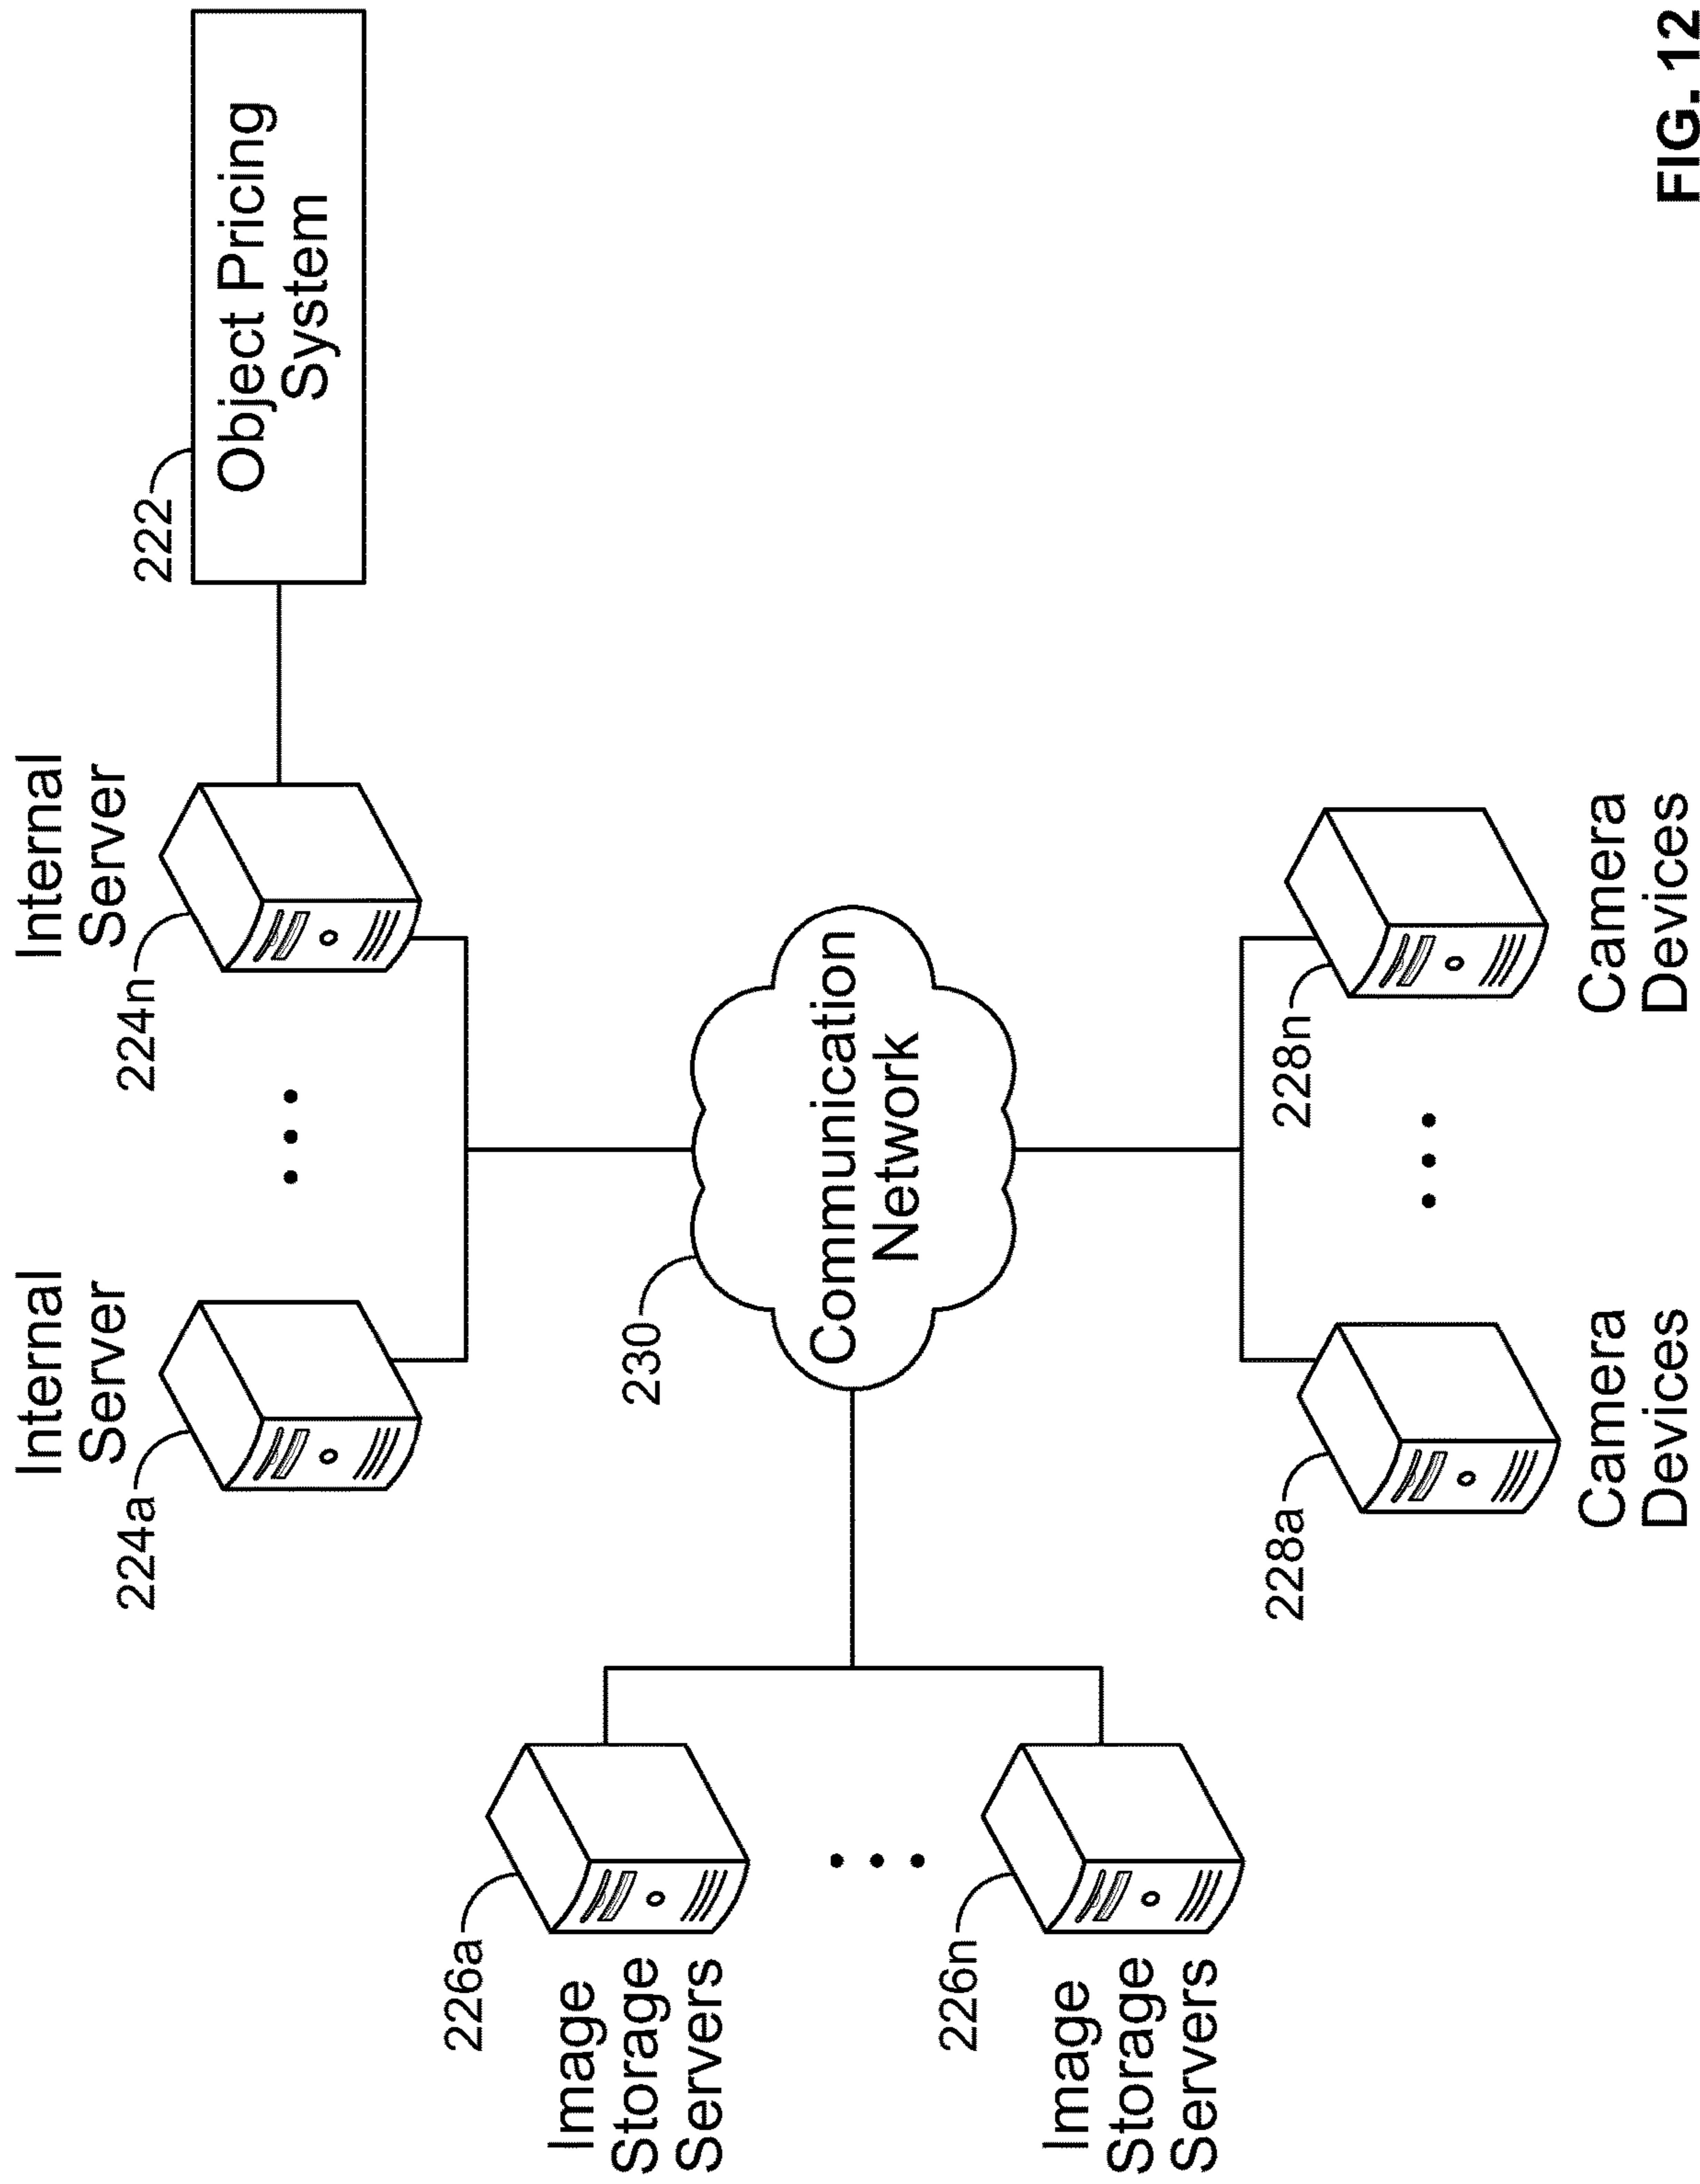 Internal
Server
224a
Internal
Server
224n
222
Object Pricing
System
226a
Image
Storage
Servers
230
Communication
Network
226n
Image
Storage
Servers
228a
Camera
Devices
228n
Camera
Devices
FIG. 12